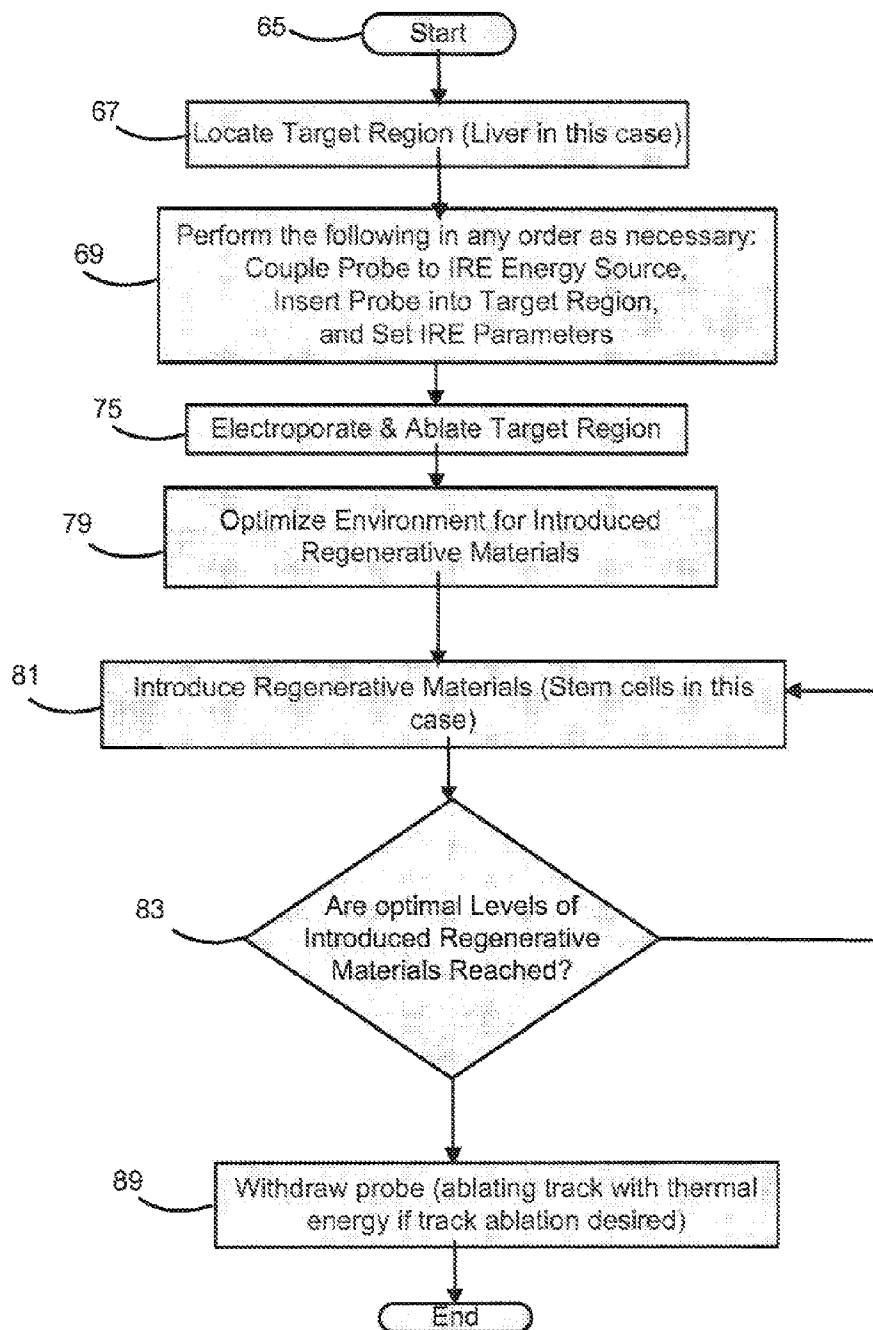 65
Start
67
Locate Target Region (Liver in this case)
69
Perform the following in any order as necessary:
Couple Probe to IRE Energy Source,
Insert Probe into Target Region,
and Set IRE Parameters
75
Electroporate & Ablate Target Region
79
Optimize Environment for Introduced
Regenerative Materials
81
Introduce Regenerative Materials (Stem cells in this
case)
83
Are optimal Levels of
Introduced Regenerative
Materials Reached?
89
Withdraw probe (ablating track with thermal
energy if track ablation desired)
End